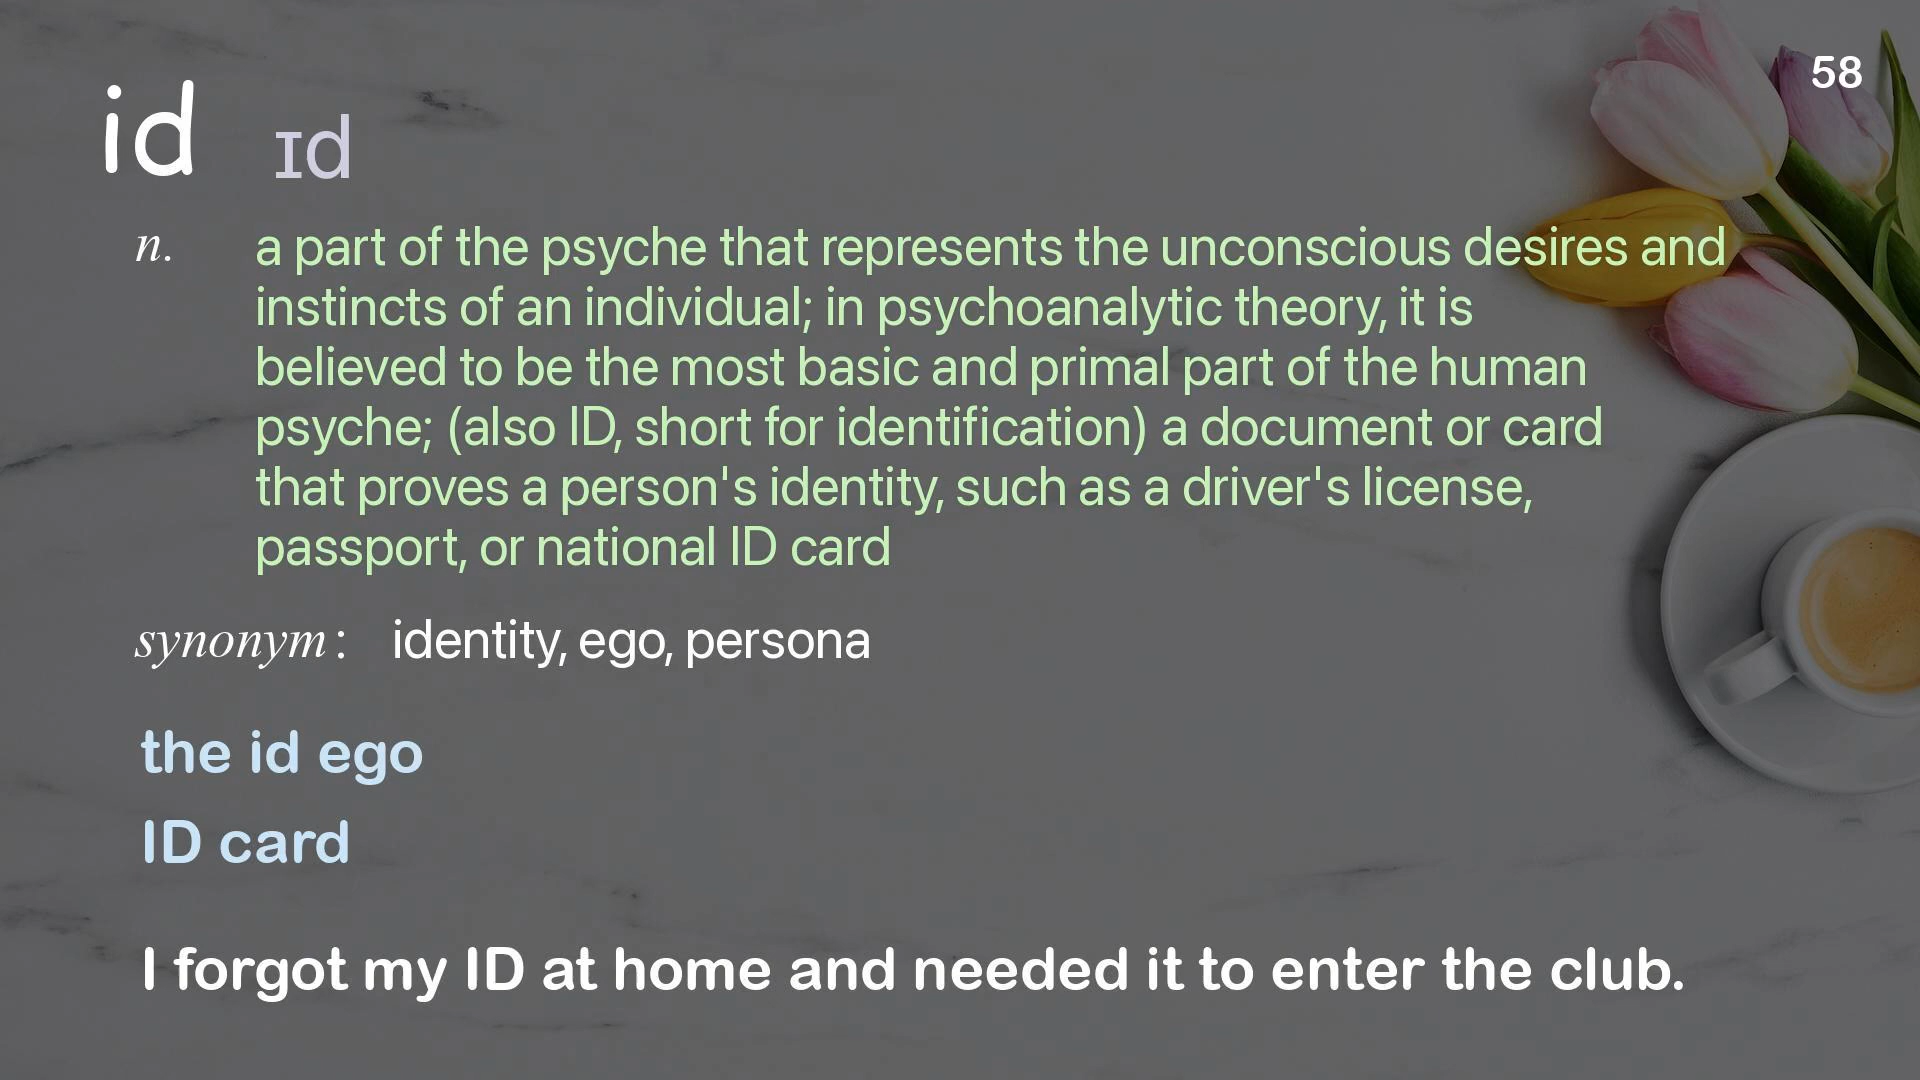 58
id ɪd
n. a part of the psyche that represents the unconscious desires and
instincts of an individual; in psychoanalytic theory, it is
believed to be the most basic and primal part of the human
psyche; (also ID, short for identification) a document or card
that proves a person's identity, such as a driver's license,
passport, or national ID card
synonym: identity, ego, persona
the id ego
ID card
I forgot my ID at home and needed it to enter the club.